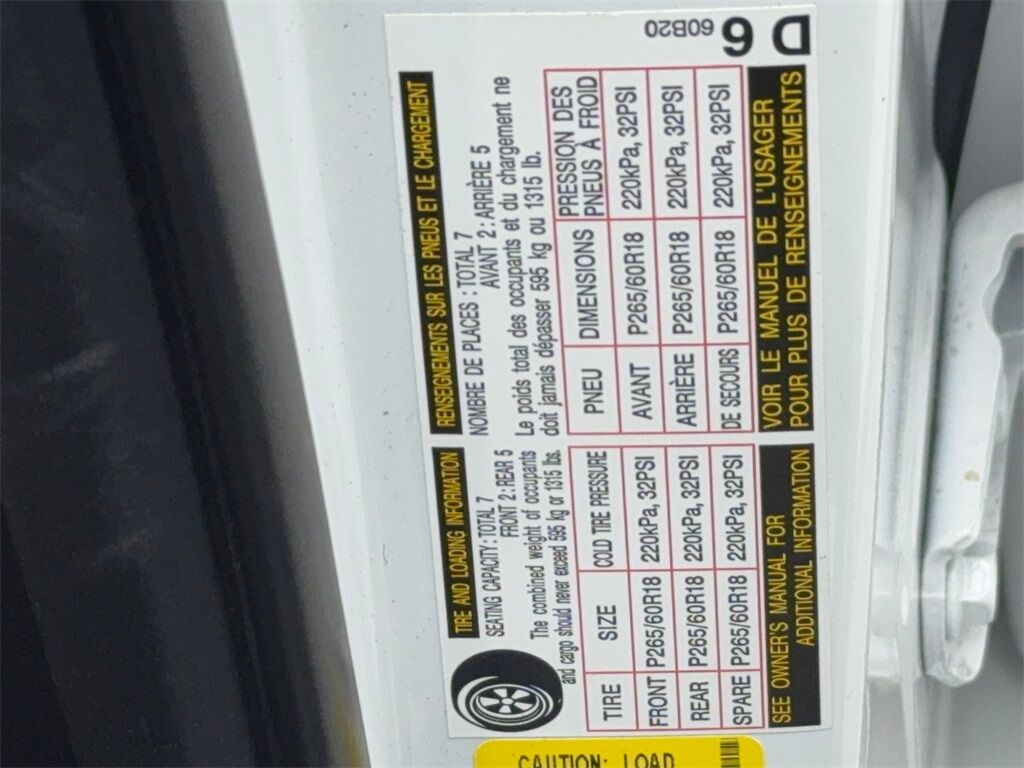 TIRE AND LOADING INFORMATION
SEATING CAPACITY : TOTAL 7
FRONT 2 : REAR 5
The combined weight of occupants
and cargo should never exceed 595 kg or 1315 lbs.
TIRE SIZE COLD TIRE PRESSURE
FRONT P265/60R18 220kPa, 32PSI
REAR P265/60R18 220kPa, 32PSI
SPARE P265/60R18 220kPa, 32PSI
SEE OWNER'S MANUAL FOR
ADDITIONAL INFORMATION
RENSEIGNEMENTS SUR LES PNEUS ET LE CHARGEMENT
NOMBRE DE PLACES : TOTAL 7
AVANT 2 : ARRIÈRE 5
Le poids total des occupants et du chargement ne
doit jamais dépasser 595 kg ou 1315 lb.
PNEU DIMENSIONS PRESSION DES
PNEUS À FROID
AVANT P265/60R18 220kPa, 32PSI
ARRIÈRE P265/60R18 220kPa, 32PSI
DE SECOURS P265/60R18 220kPa, 32PSI
VOIR LE MANUEL DE L'USAGER
POUR PLUS DE RENSEIGNEMENTS
60B20
D 6
CAUTION: LOAD